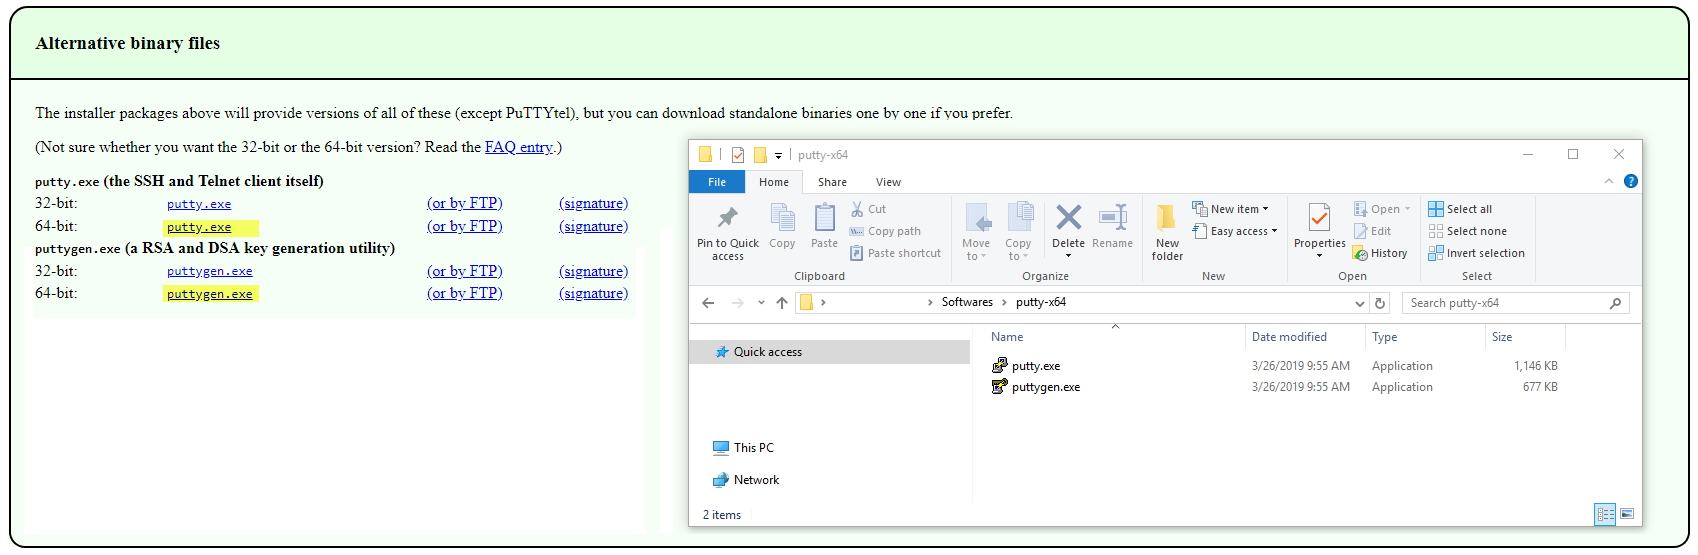 Alternative binary files
The installer packages above will provide versions of all of these (except PuTTYtel), but you can download standalone binaries one by one if you prefer.
(Not sure whether you want the 32-bit or the 64-bit version? Read the FAQ entry.)
putty.exe (the SSH and Telnet client itself)
32-bit: putty.exe (or by FTP) (signature)
64-bit: putty.exe (or by FTP) (signature)
puttygen.exe (a RSA and DSA key generation utility)
32-bit: puttygen.exe (or by FTP) (signature)
64-bit: puttygen.exe (or by FTP) (signature)
putty-x64
File Home Share View
Pin to Quick access
Copy
Paste
Cut
Copy path
Paste shortcut
Clipboard
Move to
Copy to
Delete
Rename
Organize
New folder
New item
Easy access
New
Properties
Open
Edit
History
Open
Select all
Select none
Invert selection
Select
Softwares putty-x64
Search putty-x64
Quick access
This PC
Network
Name Date modified Type Size
putty.exe 3/26/2019 9:55 AM Application 1,146 KB
puttygen.exe 3/26/2019 9:55 AM Application 677 KB
2 items